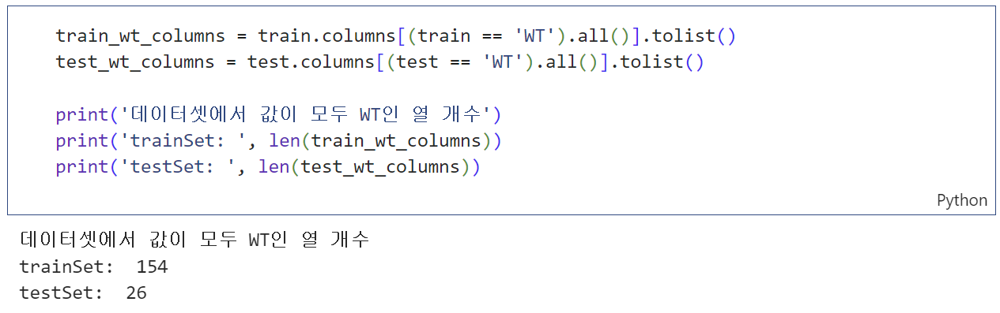 train_wt_columns = train.columns[(train == 'WT').all()].tolist()
test_wt_columns = test.columns[(test == 'WT').all()].tolist()
print('데이터셋에서 값이 모두 WT인 열 개수')
print('trainSet: ', len(train_wt_columns))
print('testSet: ', len(test_wt_columns))
Python
데이터셋에서 값이 모두 WT인 열 개수
trainSet:  154
testSet:  26